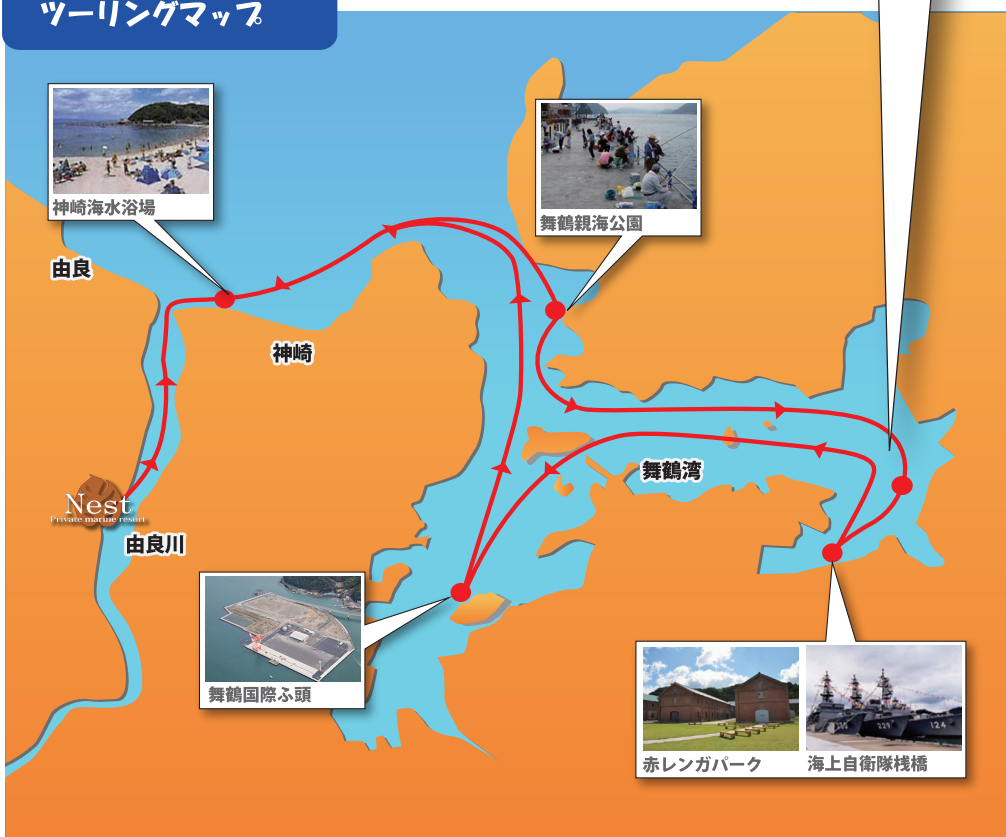 ツーリングマップ
神崎海水浴場
舞鶴親海公園
由良
神崎
舞鶴湾
Nest
Private marine resort
由良川
舞鶴国際ふ頭
赤レンガパーク
海上自衛隊桟橋
229
124